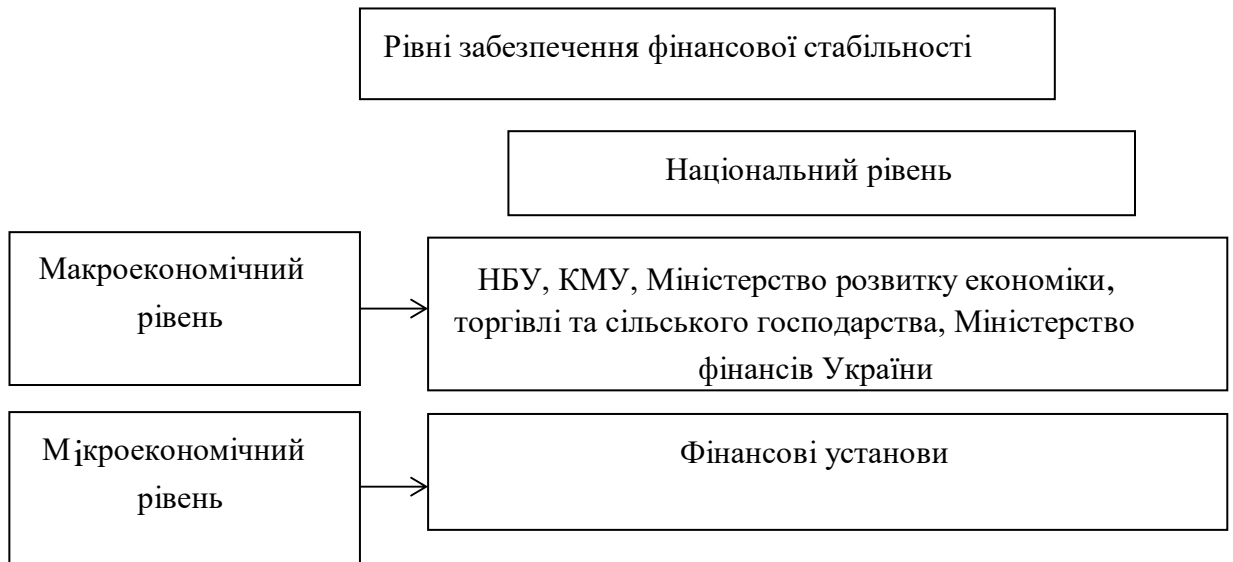 Рівні забезпечення фінансової стабільності
Національний рівень
Макроекономічний
рівень
НБУ, КМУ, Міністерство розвитку економіки,
торгівлі та сільського господарства, Міністерство
фінансів України
Мікроекономічний
рівень
Фінансові установи